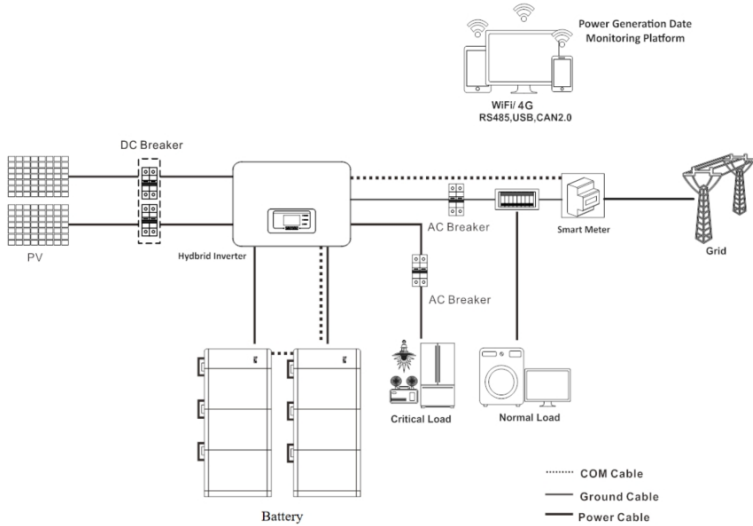 Power Generation Date
Monitoring Platform
WiFi/ 4G
RS485,USB,CAN2.0
DC Breaker
PV
Hydbrid Inverter
AC Breaker
Smart Meter
Grid
AC Breaker
Critical Load
Normal Load
Battery
COM Cable
Ground Cable
Power Cable